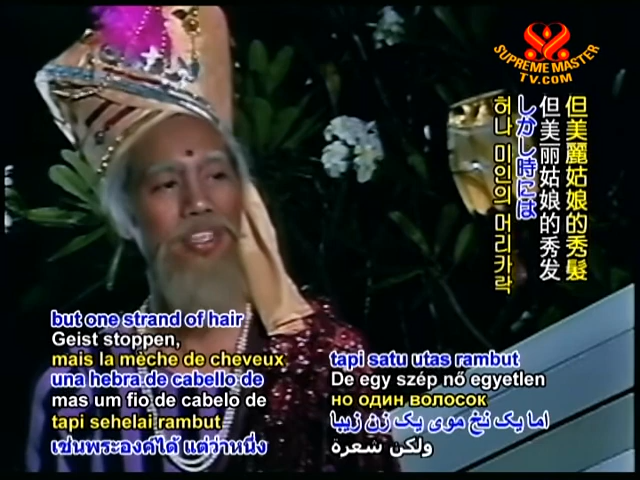 SUPREME MASTER
TV.COM
但美麗姑娘的秀髮
但美丽姑娘的秀发
しかし時には
허나 미인의 머리카락
but one strand of hair
Geist stoppen,
mais la mèche de cheveux
una hebra de cabello de
mas um fio de cabelo de
tapi sehelai rambut
เช่นพระองค์ได้ แต่ว่าหนึ่ง
tapi satu utas rambut
De egy szép nő egyetlen
но один волосок
اما یک نخ موی یک زن زیبا
ولكن شعرة